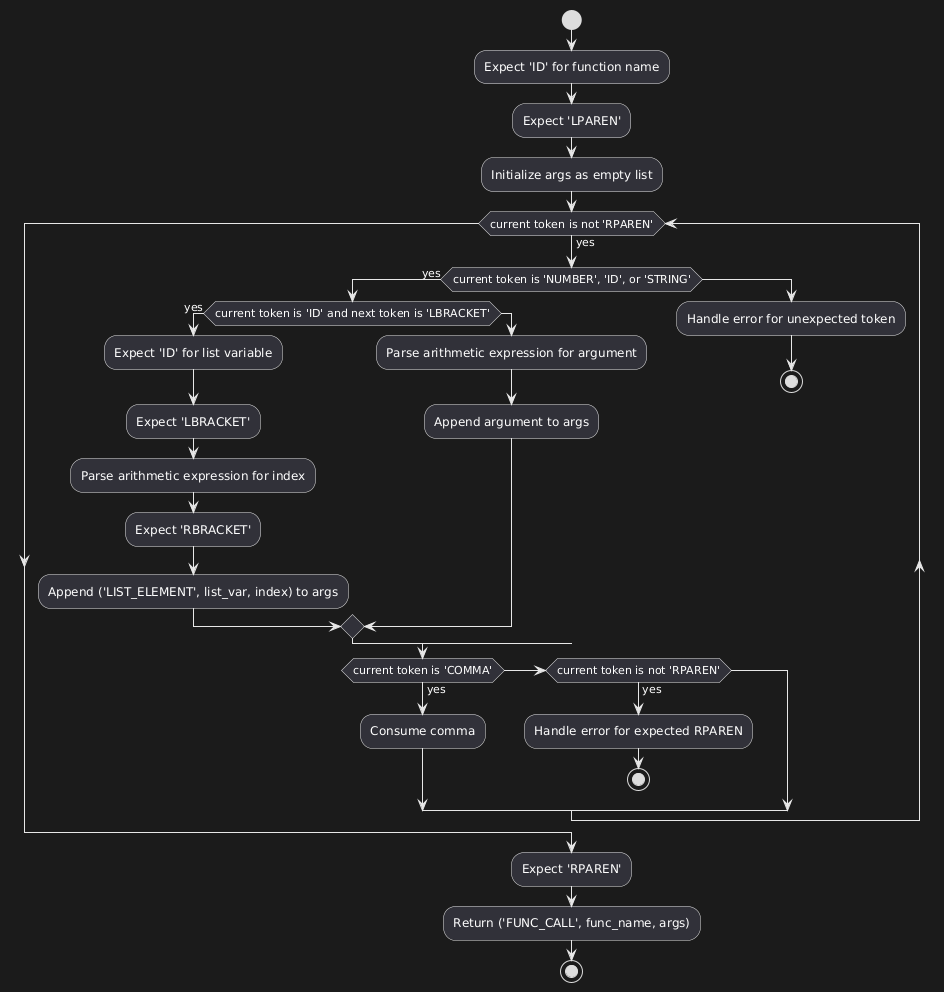 Expect 'ID' for function name
Expect 'LPAREN'
Initialize args as empty list
current token is not 'RPAREN'
yes
yes
current token is 'NUMBER', 'ID', or 'STRING'
yes
current token is 'ID' and next token is 'LBRACKET'
Handle error for unexpected token
Expect 'ID' for list variable
Parse arithmetic expression for argument
Expect 'LBRACKET'
Append argument to args
Parse arithmetic expression for index
Expect 'RBRACKET'
Append ('LIST_ELEMENT', list_var, index) to args
current token is 'COMMA'
current token is not 'RPAREN'
yes
yes
Consume comma
Handle error for expected RPAREN
Expect 'RPAREN'
Return ('FUNC_CALL', func_name, args)